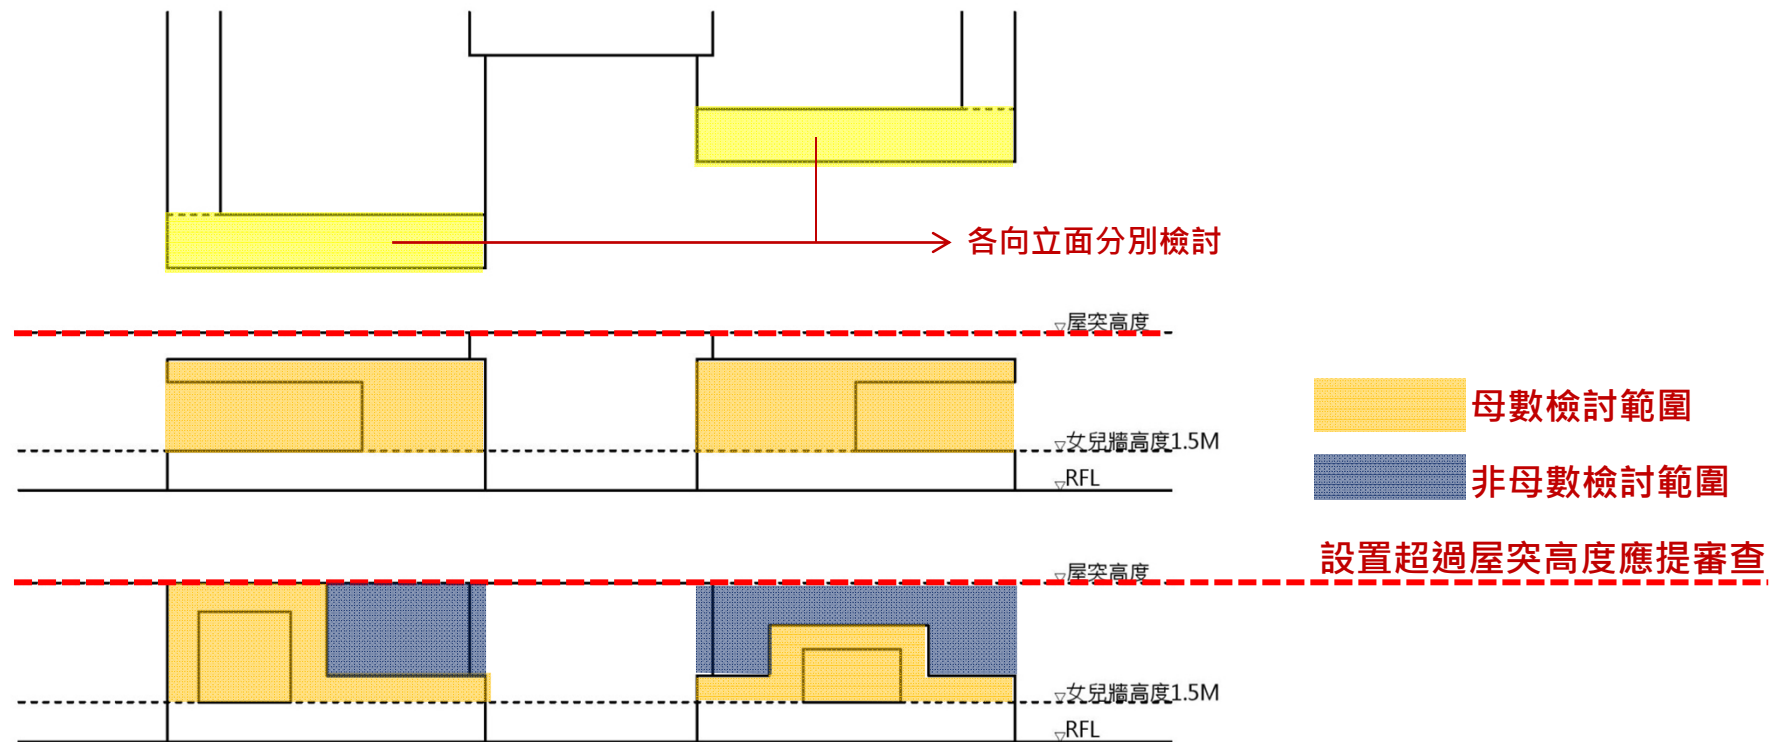 各向立面分別檢討
▽屋突高度
▽女兒牆高度1.5M
▽RFL
母數檢討範圍
非母數檢討範圍
設置超過屋突高度應提審查
▽屋突高度
▽女兒牆高度1.5M
▽RFL